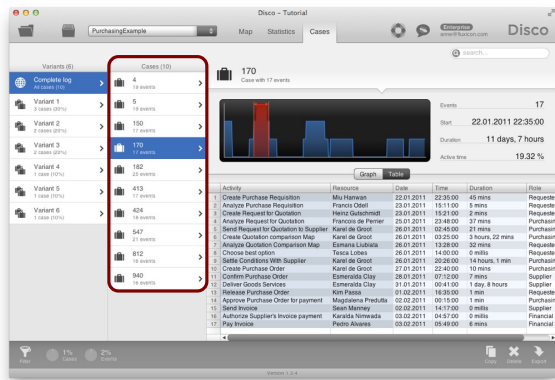 Disco – Tutorial
PurchasingExample
Map Statistics Cases
Enterprise
anne@fluxicon.com
Disco
search...
Variants (6)
Complete log
All cases (10)
Variant 1
3 cases (30%)
Variant 2
2 cases (20%)
Variant 3
2 cases (20%)
Variant 4
1 case (10%)
Variant 5
1 case (10%)
Variant 6
1 case (10%)
Cases (10)
4
19 events
5
19 events
150
17 events
170
17 events
182
25 events
413
17 events
424
18 events
547
21 events
812
16 events
940
16 events
170
Case with 17 events
Events 17
Start 22.01.2011 22:35:00
Duration 11 days, 7 hours
Active time 19.32 %
Graph Table
Activity Resource Date Time Duration Role
1 Create Purchase Requisition Miu Hanwan 22.01.2011 22:35:00 45 mins Requeste
2 Analyze Purchase Requisition Francis Odell 23.01.2011 15:11:00 5 mins Requeste
3 Create Request for Quotation Heinz Gutschmidt 23.01.2011 15:21:00 2 mins Requeste
4 Analyze Request for Quotation Francois de Perrier 25.01.2011 23:48:00 37 mins Purchasin
5 Send Request for Quotation to Supplier Karel de Groot 26.01.2011 02:45:00 21 mins Purchasin
6 Create Quotation comparison Map Karel de Groot 26.01.2011 03:25:00 3 hours, 22 mins Purchasin
7 Analyze Quotation Comparison Map Esmana Liubiata 26.01.2011 13:28:00 32 mins Requeste
8 Choose best option Tesca Lobes 26.01.2011 14:00:00 0 millis Requeste
9 Settle Conditions With Supplier Karel de Groot 26.01.2011 20:26:00 14 hours, 1 min Purchasin
10 Create Purchase Order Karel de Groot 27.01.2011 22:40:00 10 mins Purchasin
11 Confirm Purchase Order Esmeralda Clay 28.01.2011 07:12:00 7 mins Supplier
12 Deliver Goods Services Esmeralda Clay 31.01.2011 00:41:00 1 day, 8 hours Supplier
13 Release Purchase Order Kim Passa 01.02.2011 16:35:00 1 min Requeste
14 Approve Purchase Order for payment Magdalena Predutta 02.02.2011 00:15:00 1 min Purchasin
15 Send Invoice Sean Manney 02.02.2011 14:17:00 0 millis Supplier
16 Authorize Supplier's Invoice payment Karalda Nimwada 03.02.2011 04:57:00 0 millis Financial
17 Pay Invoice Pedro Alvares 03.02.2011 05:49:00 6 mins Financial
Filter
1%
Cases
2%
Events
Copy Delete Export